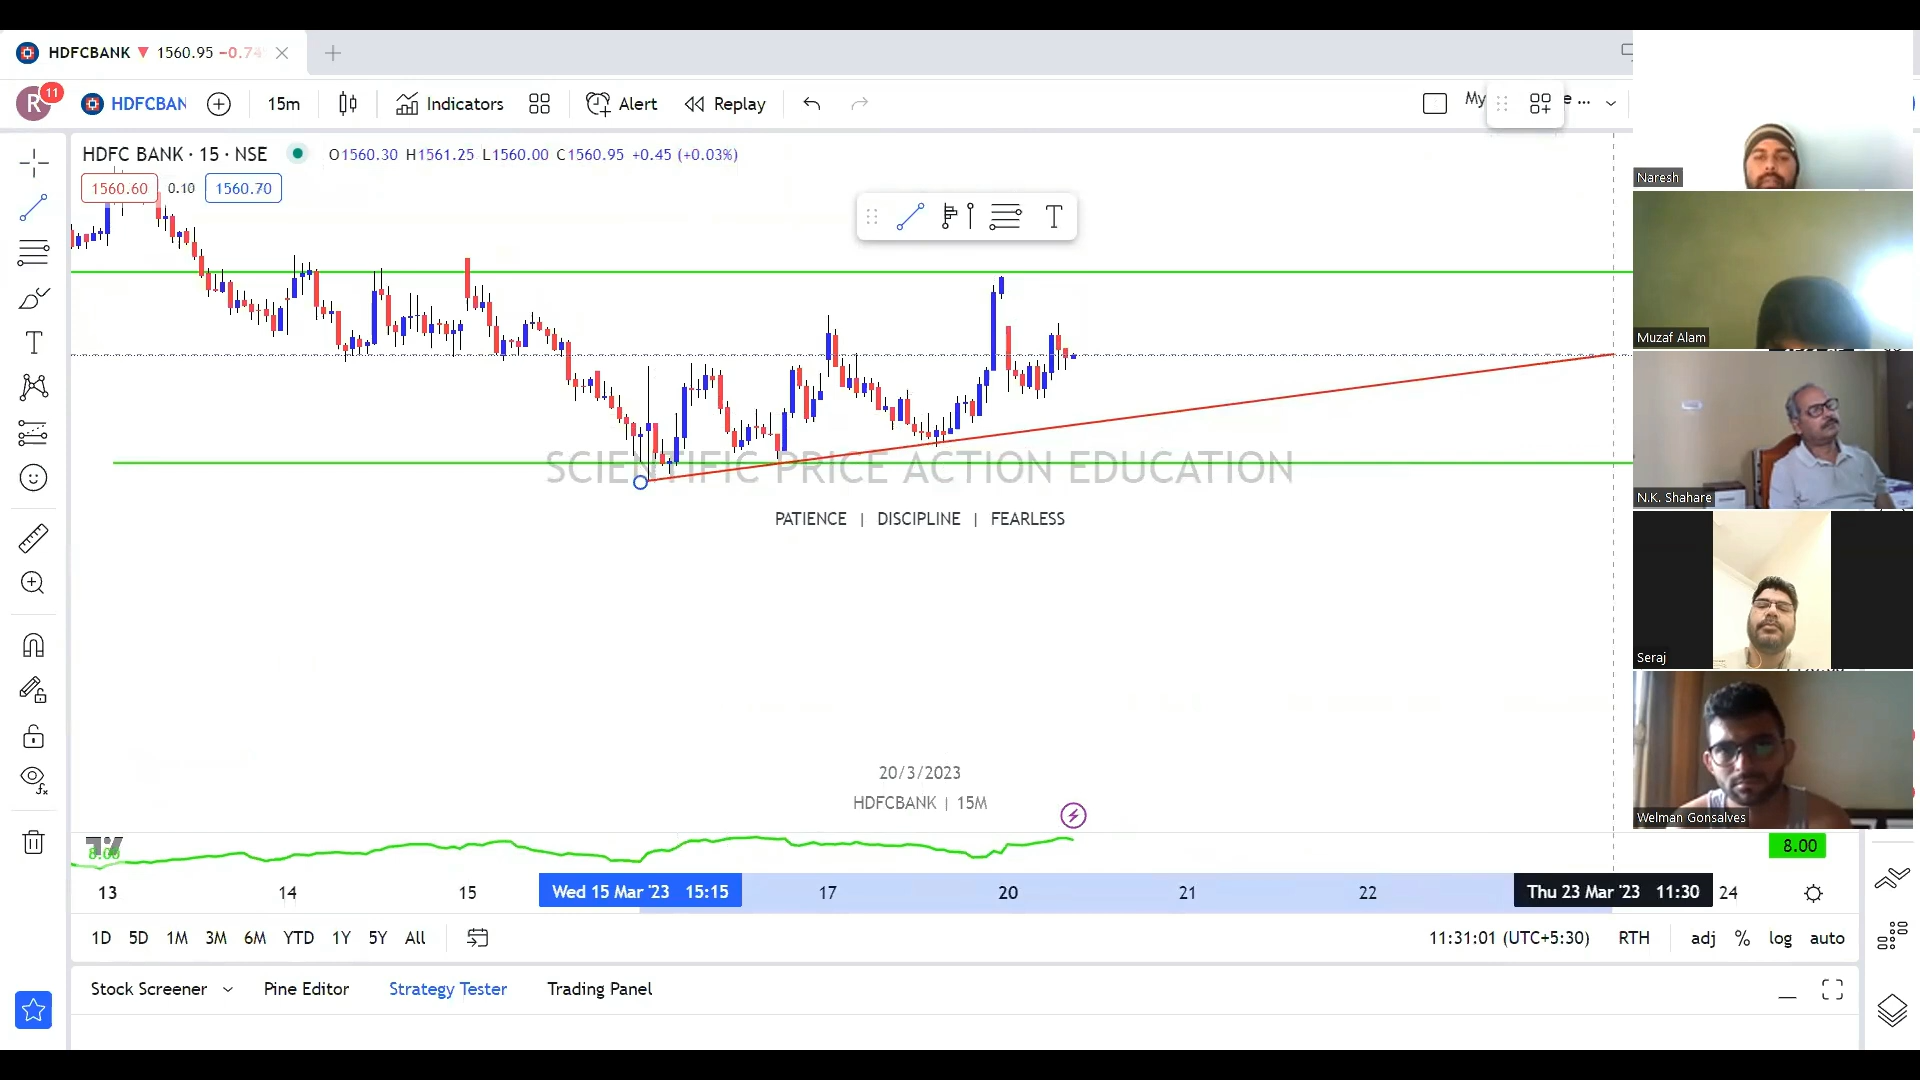 HDFCBANK ▼ 1560.95 −0.74
R 11 HDFCBAN 15m Indicators Alert Replay My e ...
HDFC BANK · 15 · NSE O1560.30 H1561.25 L1560.00 C1560.95 +0.45 (+0.03%)
1560.60 0.10 1560.70
T
T
Naresh
Muzaf Alam
N.K. Shahare
Seraj
Welman Gonsalves
SCIENTIFIC PRICE ACTION EDUCATION
PATIENCE | DISCIPLINE | FEARLESS
20/3/2023
HDFCBANK | 15M
8.00
8.00
13 14 15 Wed 15 Mar '23 15:15 17 20 21 22 Thu 23 Mar '23 11:30 24
1D 5D 1M 3M 6M YTD 1Y 5Y All 11:31:01 (UTC+5:30) RTH adj % log auto
Stock Screener Pine Editor Strategy Tester Trading Panel